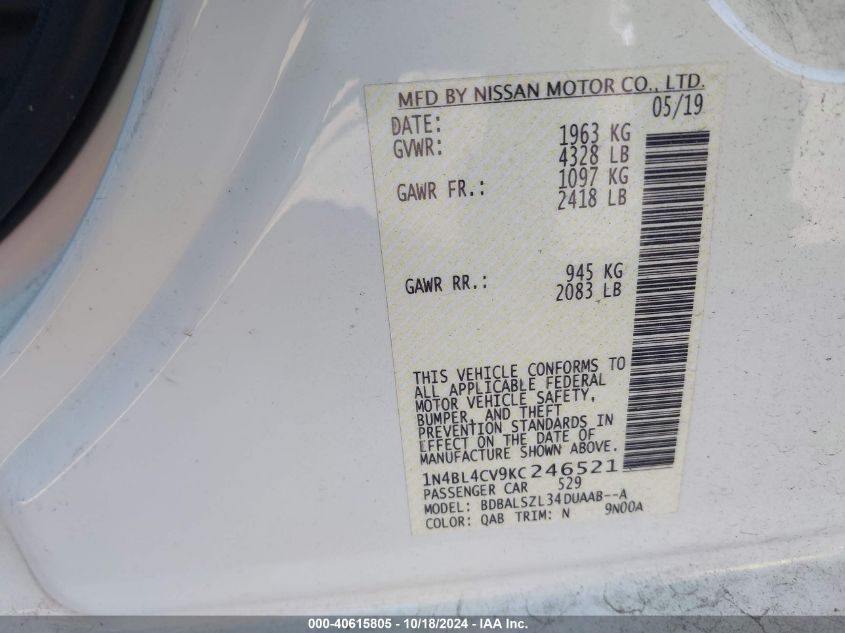 MFD BY NISSAN MOTOR CO., LTD.
DATE: 05/19
GVWR: 1963 KG
4328 LB
GAWR FR.: 1097 KG
2418 LB
GAWR RR.: 945 KG
2083 LB
THIS VEHICLE CONFORMS TO
ALL APPLICABLE FEDERAL
MOTOR VEHICLE SAFETY,
BUMPER, AND THEFT
PREVENTION STANDARDS IN
EFFECT ON THE DATE OF
MANUFACTURE SHOWN ABOVE.
1N4BL4CV9KC246521
PASSENGER CAR 529
MODEL: BDBALSZL34DUAAB--A
COLOR: QAB TRIM: N 9N00A
000-40615805 - 10/18/2024 - IAA Inc.